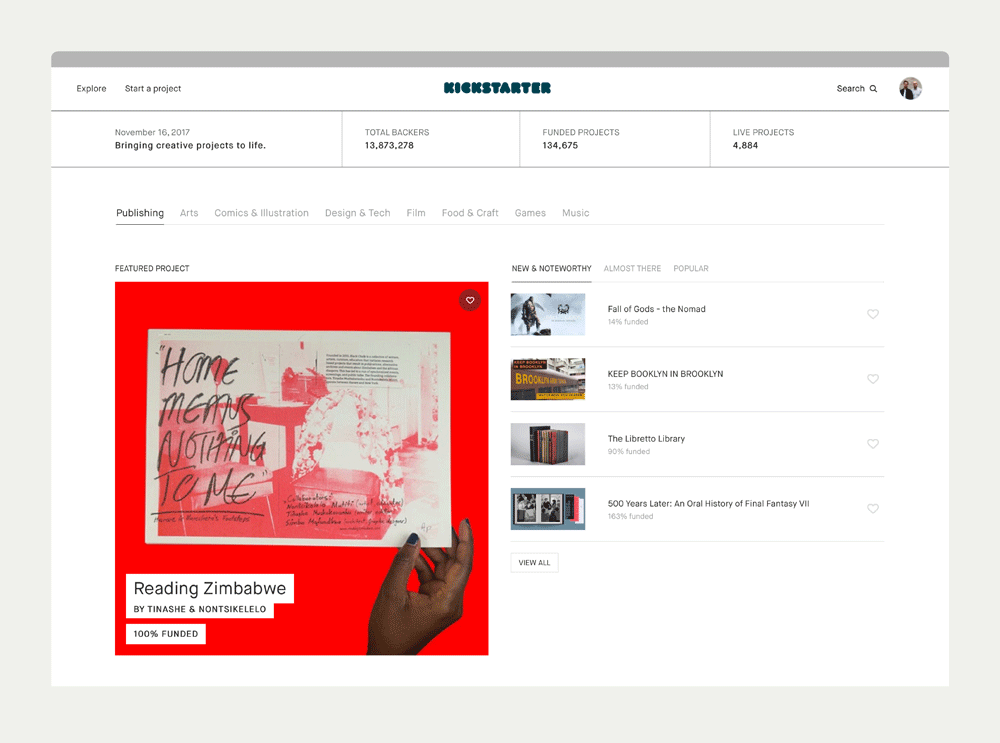 Explore
Start a project
KICKSTARTER
Search
November 16, 2017
Bringing creative projects to life.
TOTAL BACKERS
13,873,278
FUNDED PROJECTS
134,675
LIVE PROJECTS
4,884
Publishing
Arts
Comics & Illustration
Design & Tech
Film
Food & Craft
Games
Music
FEATURED PROJECT
"HOME
MEANS
NOTHING
TO ME"
Reading Zimbabwe
BY TINASHE & NONTSIKELELO
100% FUNDED
NEW & NOTEWORTHY
ALMOST THERE
POPULAR
Fall of Gods - the Nomad
14% funded
KEEP BOOKLYN IN BROOKLYN
13% funded
The Libretto Library
90% funded
500 Years Later: An Oral History of Final Fantasy VII
163% funded
VIEW ALL